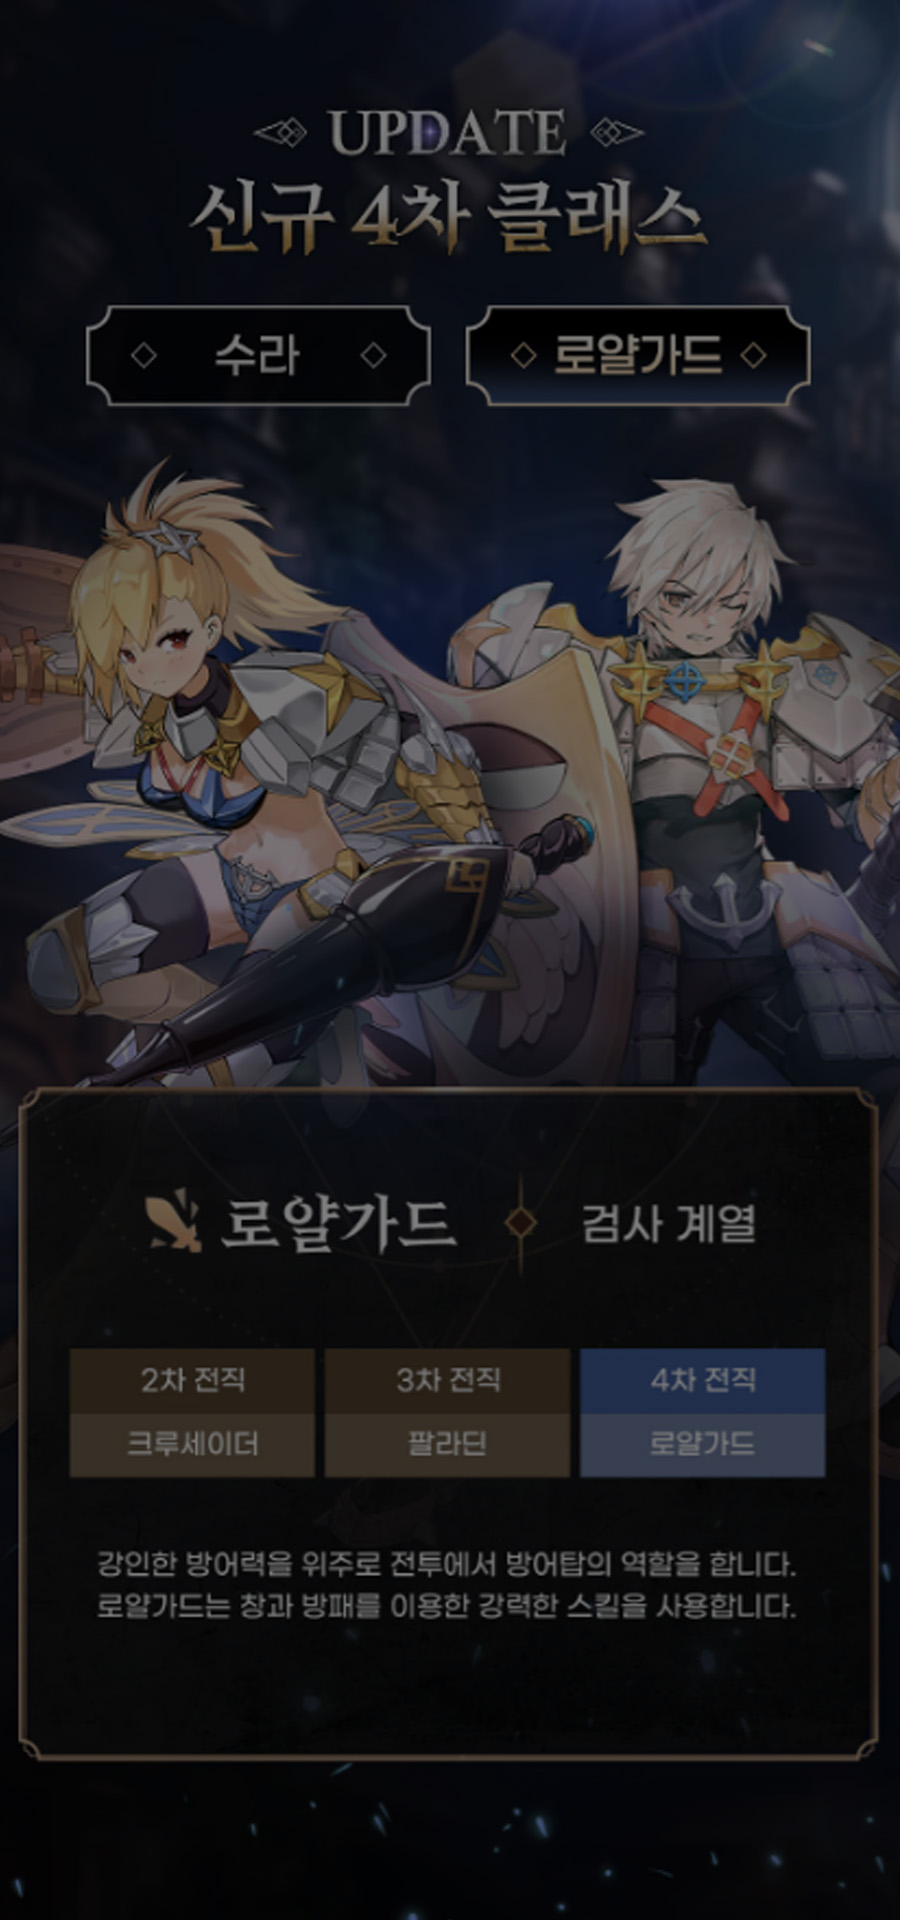 UPDATE
신규 4차 클래스
수라
로얄가드
로얄가드
검사 계열
2차 전직
3차 전직
4차 전직
크루세이더
팔라딘
로얄가드
강인한 방어력을 위주로 전투에서 방어탑의 역할을 합니다.
로얄가드는 창과 방패를 이용한 강력한 스킬을 사용합니다.